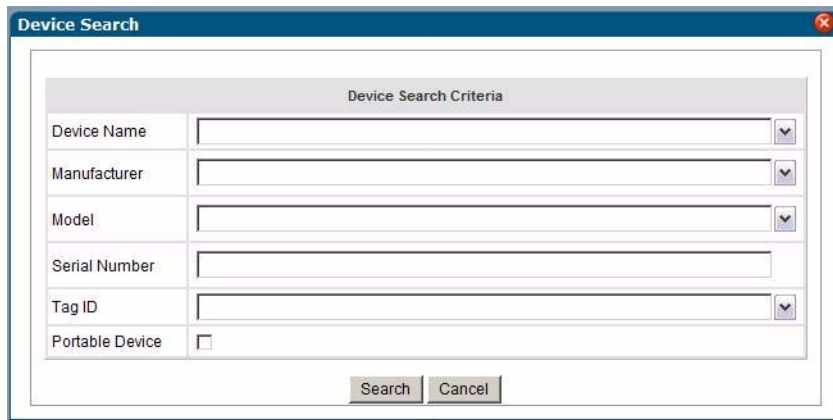 Device Search
Device Search Criteria
Device Name
Manufacturer
Model
Serial Number
Tag ID
Portable Device
Search Cancel